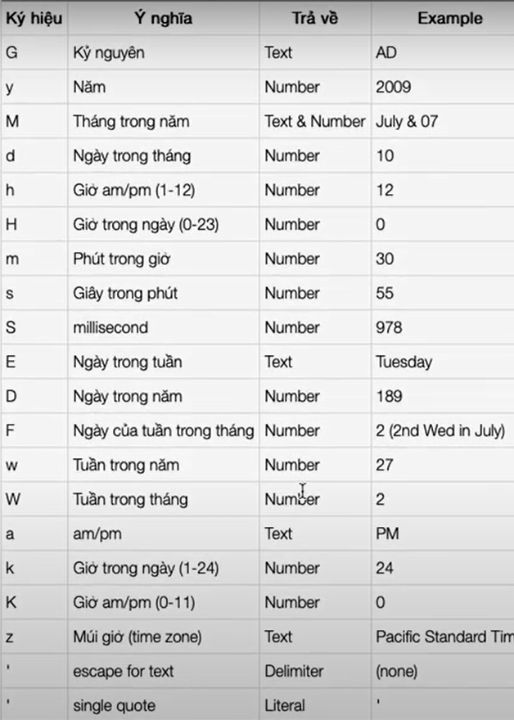 Ký hiệu Ý nghĩa Trả về Example
G Kỷ nguyên Text AD
y Năm Number 2009
M Tháng trong năm Text & Number July & 07
d Ngày trong tháng Number 10
h Giờ am/pm (1-12) Number 12
H Giờ trong ngày (0-23) Number 0
m Phút trong giờ Number 30
s Giây trong phút Number 55
S millisecond Number 978
E Ngày trong tuần Text Tuesday
D Ngày trong năm Number 189
F Ngày của tuần trong tháng Number 2 (2nd Wed in July)
w Tuần trong năm Number 27
W Tuần trong tháng Number 2
a am/pm Text PM
k Giờ trong ngày (1-24) Number 24
K Giờ am/pm (0-11) Number 0
z Múi giờ (time zone) Text Pacific Standard Tim
' escape for text Delimiter (none)
' single quote Literal '